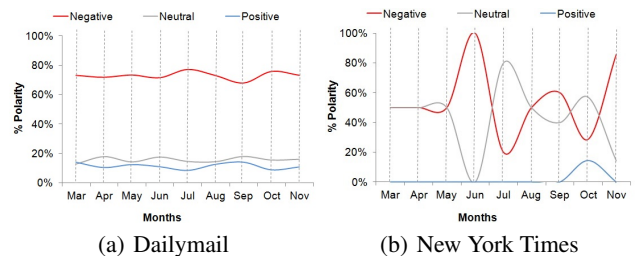 Negative Neutral Positive
100%
80%
60%
40%
20%
0%
% Polarity
Mar Apr May Jun Jul Aug Sep Oct Nov
Months
(a) Dailymail
Negative Neutral Positive
100%
80%
60%
40%
20%
0%
% Polarity
Mar Apr May Jun Jul Aug Sep Oct Nov
Months
(b) New York Times